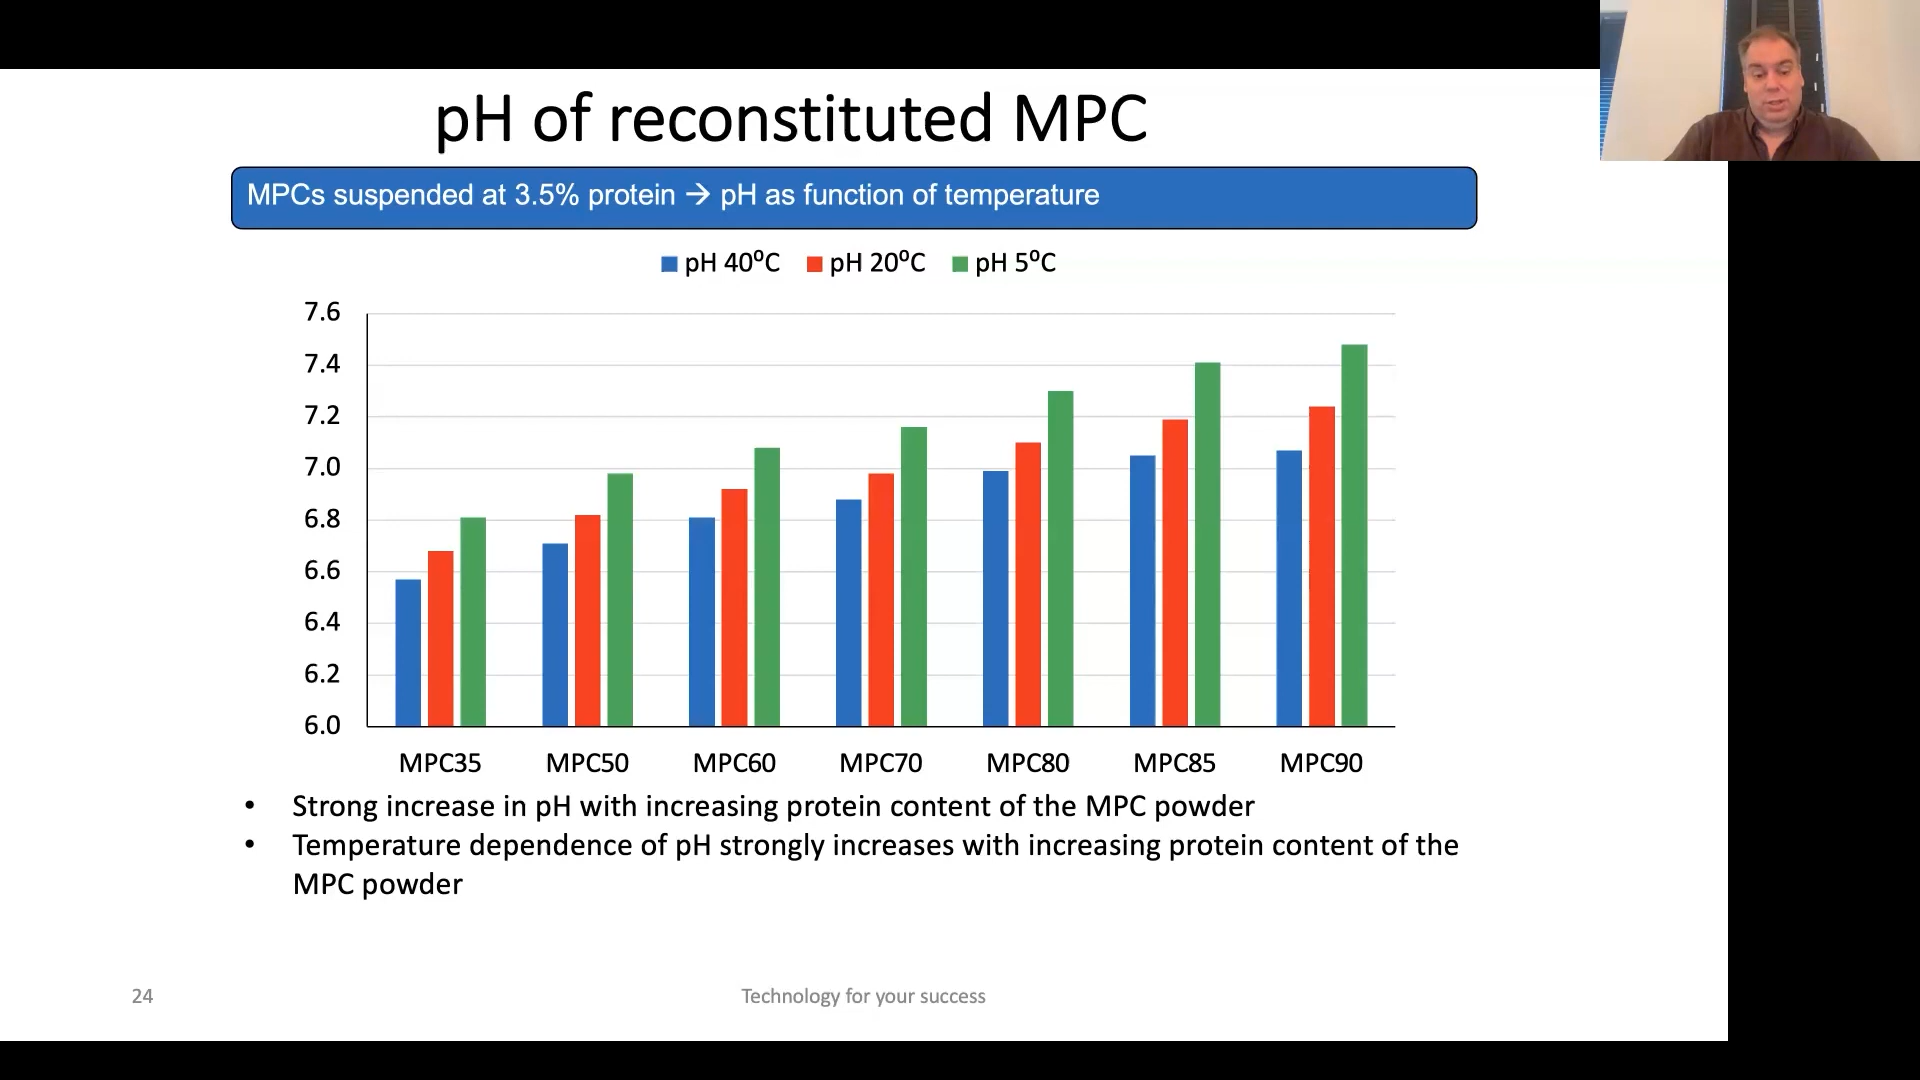 pH of reconstituted MPC
MPCs suspended at 3.5% protein → pH as function of temperature
pH 40⁰C pH 20⁰C pH 5⁰C
7.6
7.4
7.2
7.0
6.8
6.6
6.4
6.2
6.0
MPC35 MPC50 MPC60 MPC70 MPC80 MPC85 MPC90
• Strong increase in pH with increasing protein content of the MPC powder
• Temperature dependence of pH strongly increases with increasing protein content of the
MPC powder
24 Technology for your success